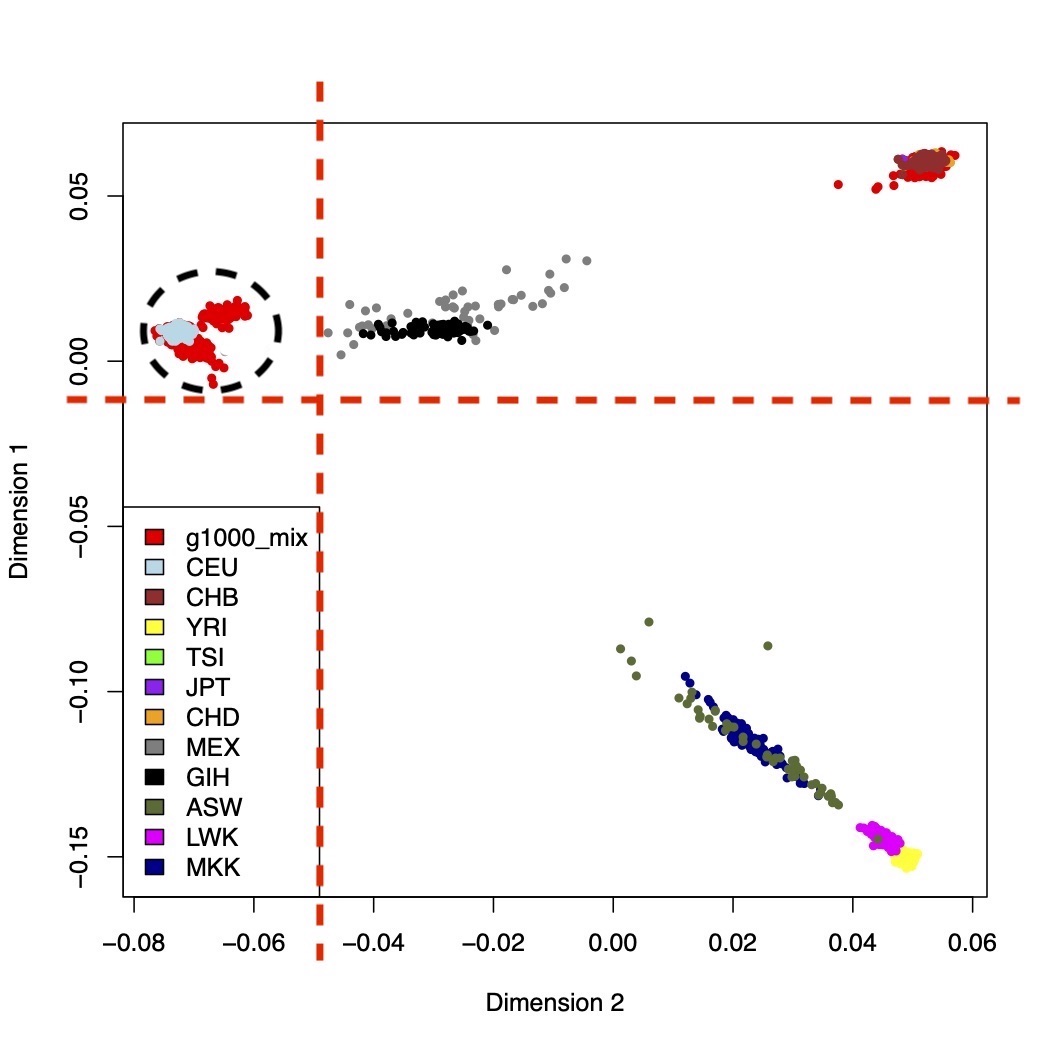 0.05
0.00
−0.05
−0.10
−0.15
Dimension 1
g1000_mix
CEU
CHB
YRI
TSI
JPT
CHD
MEX
GIH
ASW
LWK
MKK
−0.08 −0.06 −0.04 −0.02 0.00 0.02 0.04 0.06
Dimension 2